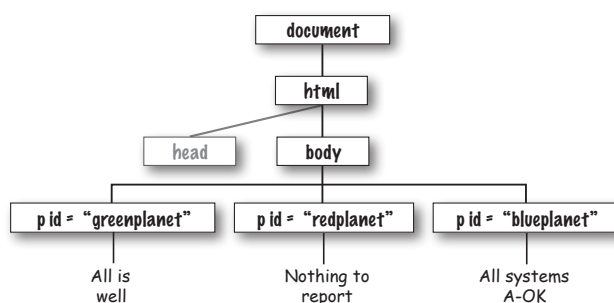 document
html
head
body
p id = “greenplanet”
p id = “redplanet”
p id = “blueplanet”
All is
well
Nothing to
report
All systems
A-OK